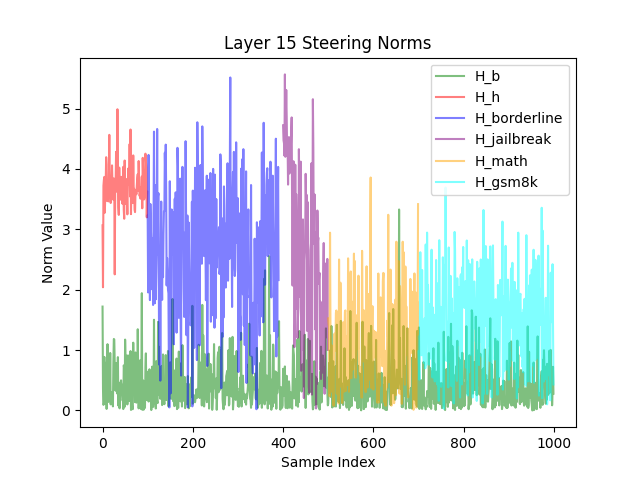 Layer 15 Steering Norms
H_b
H_h
H_borderline
H_jailbreak
H_math
H_gsm8k
Norm Value
5
4
3
2
1
0
0 200 400 600 800 1000
Sample Index